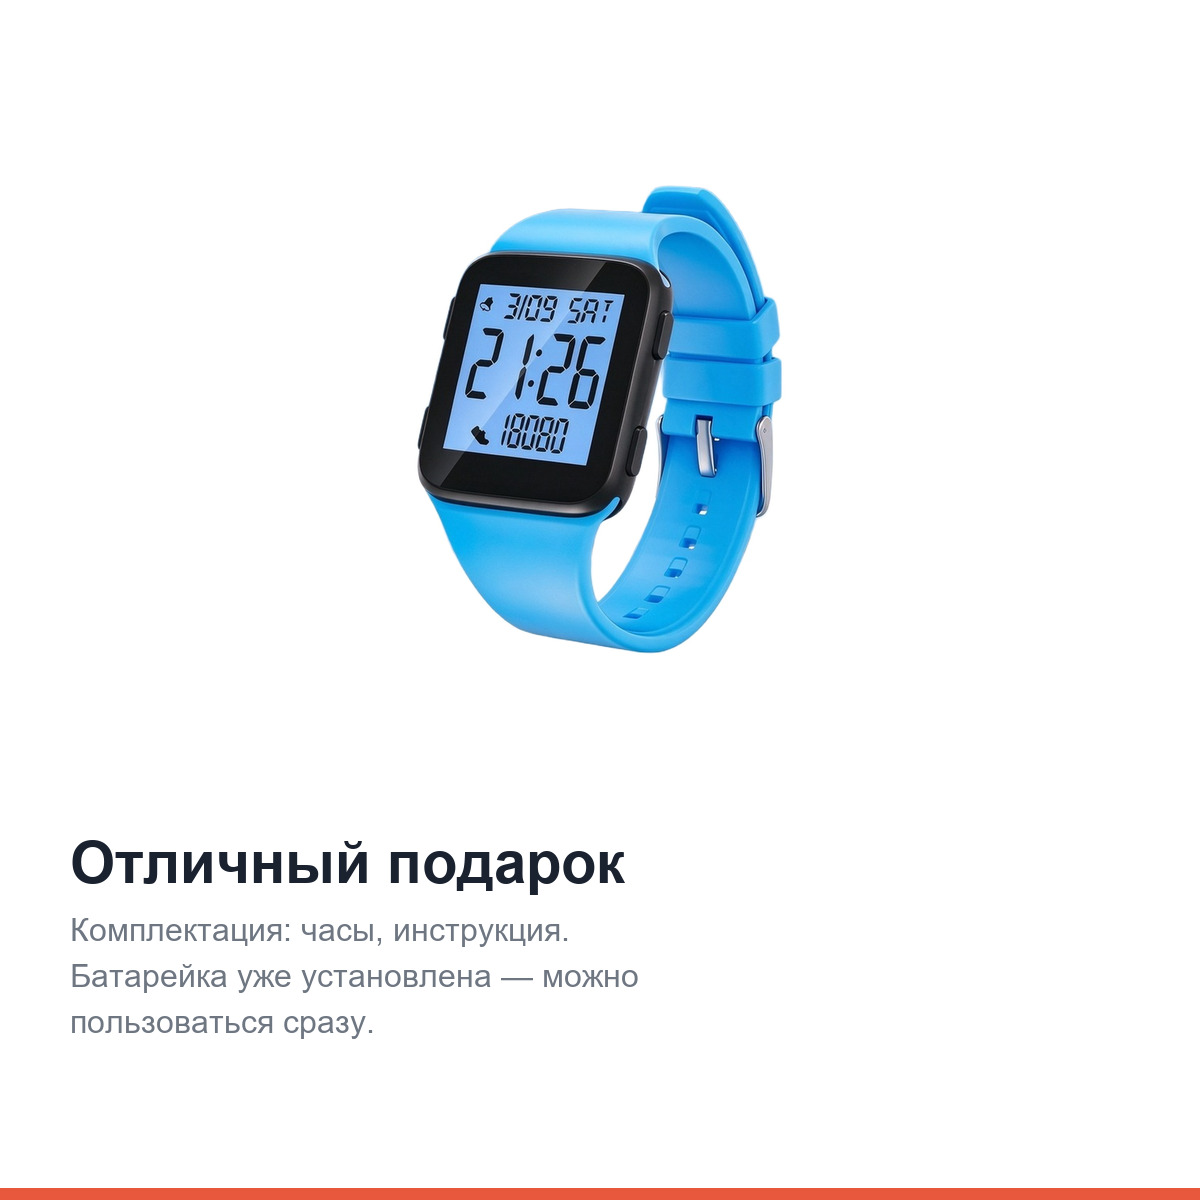 3/09 SAT
21:26
18080
Отличный подарок
Комплектация: часы, инструкция.
Батарейка уже установлена — можно
пользоваться сразу.